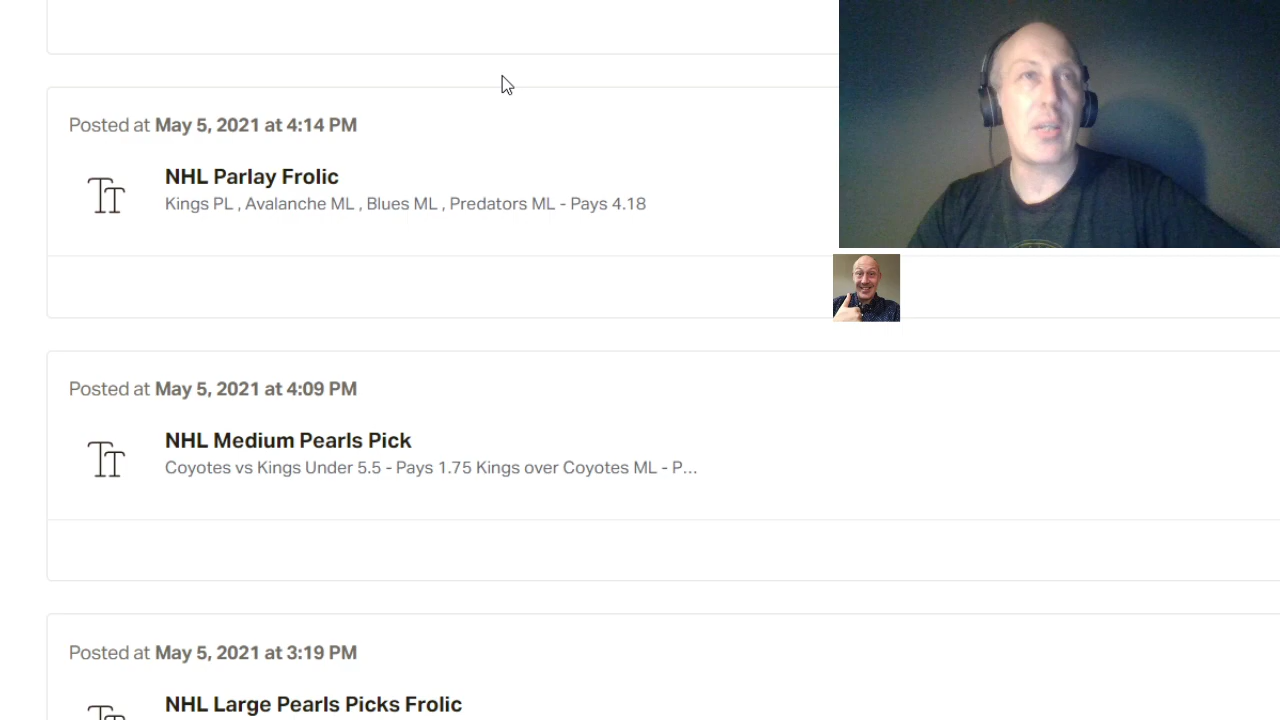 Posted at May 5, 2021 at 4:14 PM
TT
NHL Parlay Frolic
Kings PL , Avalanche ML , Blues ML , Predators ML - Pays 4.18
Posted at May 5, 2021 at 4:09 PM
TT
NHL Medium Pearls Pick
Coyotes vs Kings Under 5.5 - Pays 1.75 Kings over Coyotes ML - P...
Posted at May 5, 2021 at 3:19 PM
TT
NHL Large Pearls Picks Frolic